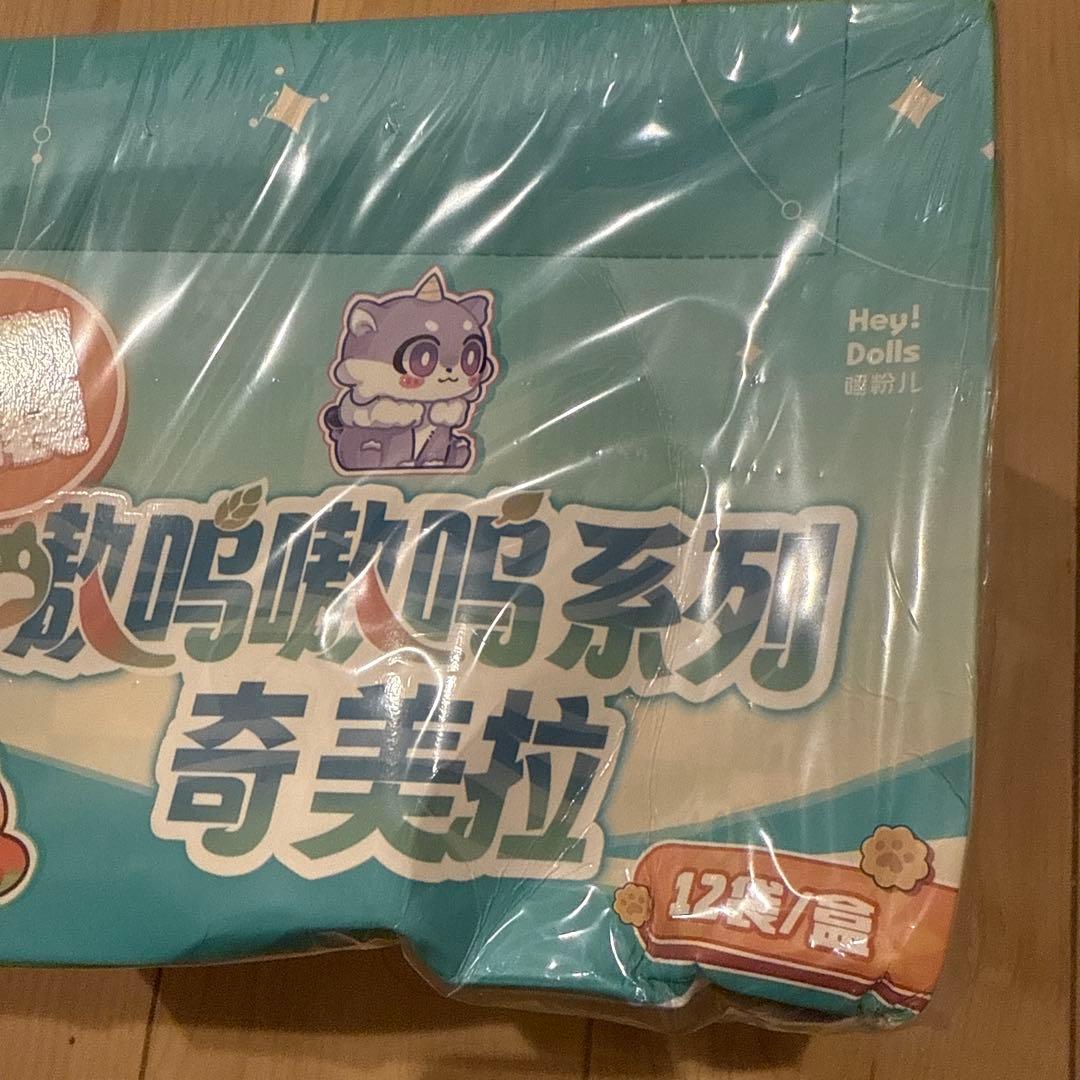 Hey!
Dolls
嘿粉儿
嗷呜嗷呜系列
奇美拉
12袋/盒